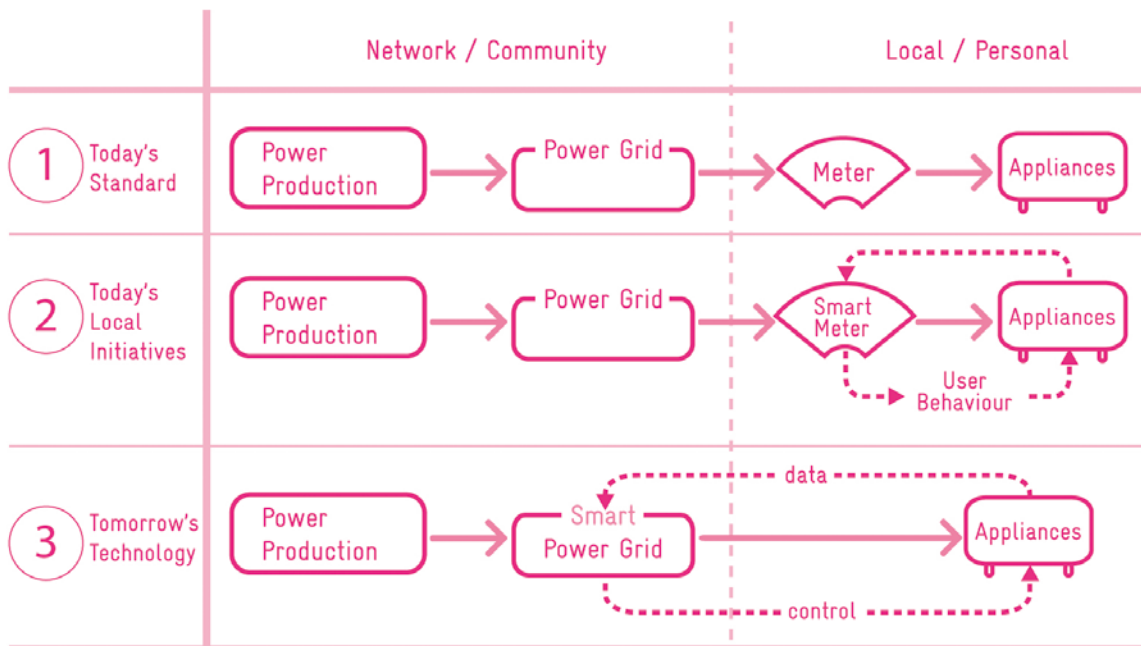 Network / Community
Local / Personal
1
Today's
Standard
Power
Production
Power Grid
Meter
Appliances
2
Today's
Local
Initiatives
Power
Production
Power Grid
Smart
Meter
Appliances
User
Behaviour
3
Tomorrow's
Technology
Power
Production
Smart
Power Grid
data
control
Appliances